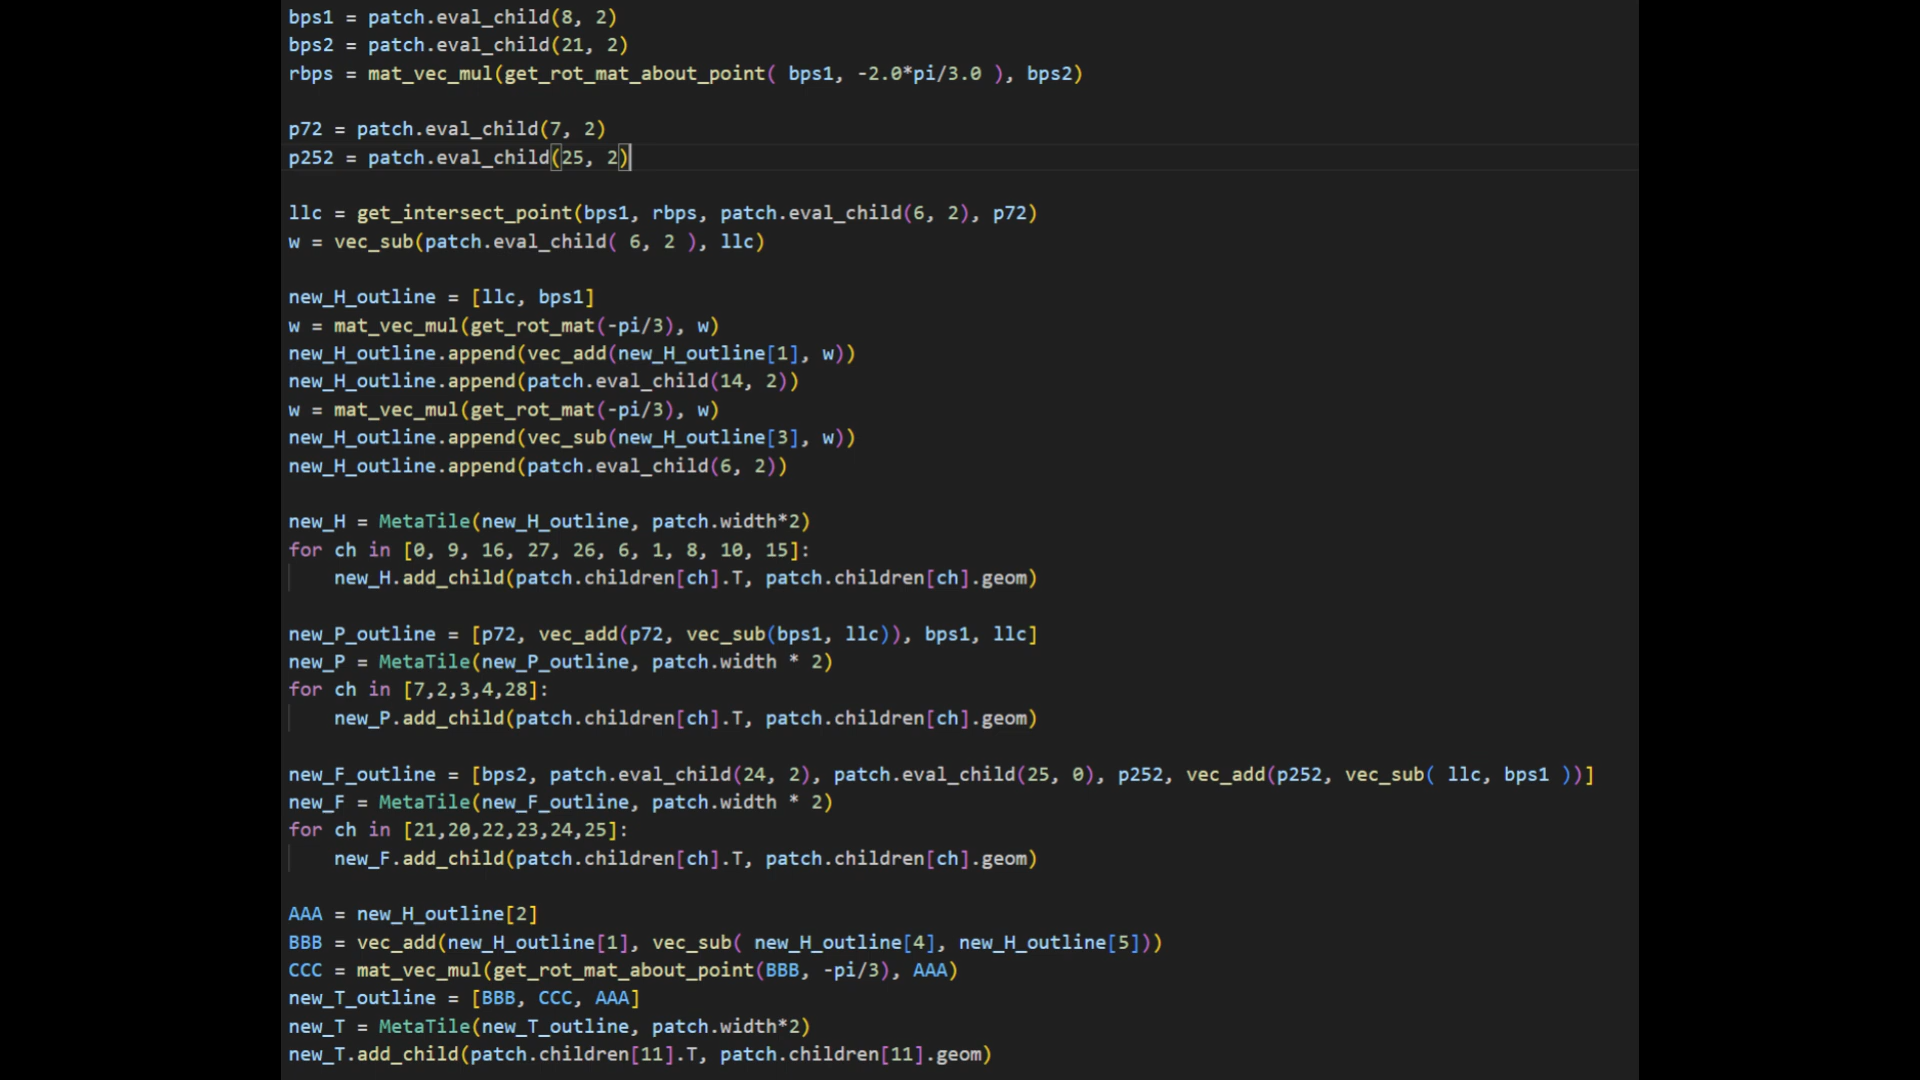 bps1 = patch.eval_child(8, 2)
bps2 = patch.eval_child(21, 2)
rbps = mat_vec_mul(get_rot_mat_about_point( bps1, -2.0*pi/3.0 ), bps2)
p72 = patch.eval_child(7, 2)
p252 = patch.eval_child(25, 2)
llc = get_intersect_point(bps1, rbps, patch.eval_child(6, 2), p72)
w = vec_sub(patch.eval_child( 6, 2 ), llc)
new_H_outline = [llc, bps1]
w = mat_vec_mul(get_rot_mat(-pi/3), w)
new_H_outline.append(vec_add(new_H_outline[1], w))
new_H_outline.append(patch.eval_child(14, 2))
w = mat_vec_mul(get_rot_mat(-pi/3), w)
new_H_outline.append(vec_sub(new_H_outline[3], w))
new_H_outline.append(patch.eval_child(6, 2))
new_H = MetaTile(new_H_outline, patch.width*2)
for ch in [0, 9, 16, 27, 26, 6, 1, 8, 10, 15]:
    new_H.add_child(patch.children[ch].T, patch.children[ch].geom)
new_P_outline = [p72, vec_add(p72, vec_sub(bps1, llc)), bps1, llc]
new_P = MetaTile(new_P_outline, patch.width * 2)
for ch in [7,2,3,4,28]:
    new_P.add_child(patch.children[ch].T, patch.children[ch].geom)
new_F_outline = [bps2, patch.eval_child(24, 2), patch.eval_child(25, 0), p252, vec_add(p252, vec_sub( llc, bps1 ))]
new_F = MetaTile(new_F_outline, patch.width * 2)
for ch in [21,20,22,23,24,25]:
    new_F.add_child(patch.children[ch].T, patch.children[ch].geom)
AAA = new_H_outline[2]
BBB = vec_add(new_H_outline[1], vec_sub( new_H_outline[4], new_H_outline[5]))
CCC = mat_vec_mul(get_rot_mat_about_point(BBB, -pi/3), AAA)
new_T_outline = [BBB, CCC, AAA]
new_T = MetaTile(new_T_outline, patch.width*2)
new_T.add_child(patch.children[11].T, patch.children[11].geom)